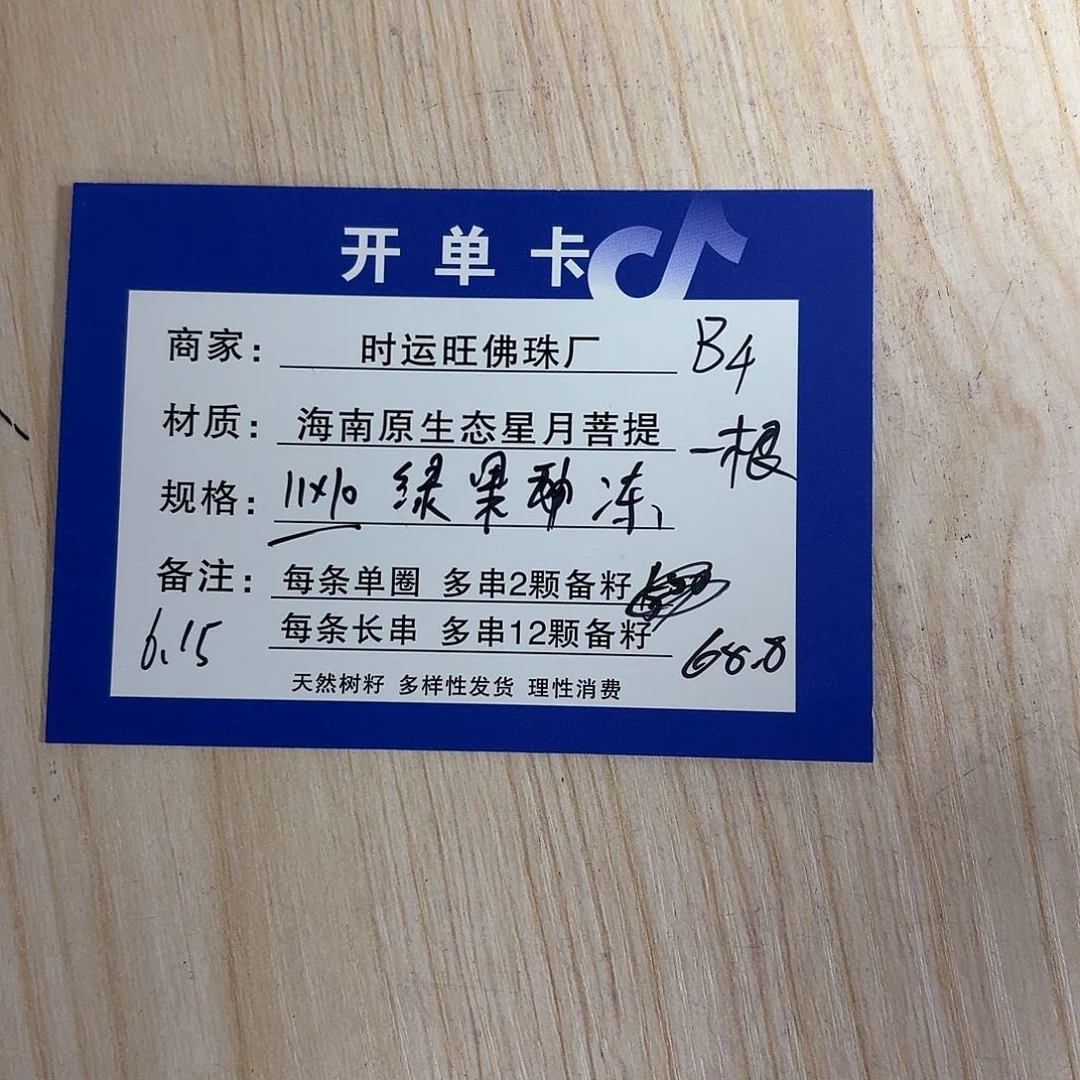 开单卡
商家：时运旺佛珠厂 B4
材质：海南原生态星月菩提 一根
规格：11x10 绿果 冻
备注：每条单圈 多串2颗备籽
6.15 每条长串 多串12颗备籽 68.8
天然树籽 多样性发货 理性消费